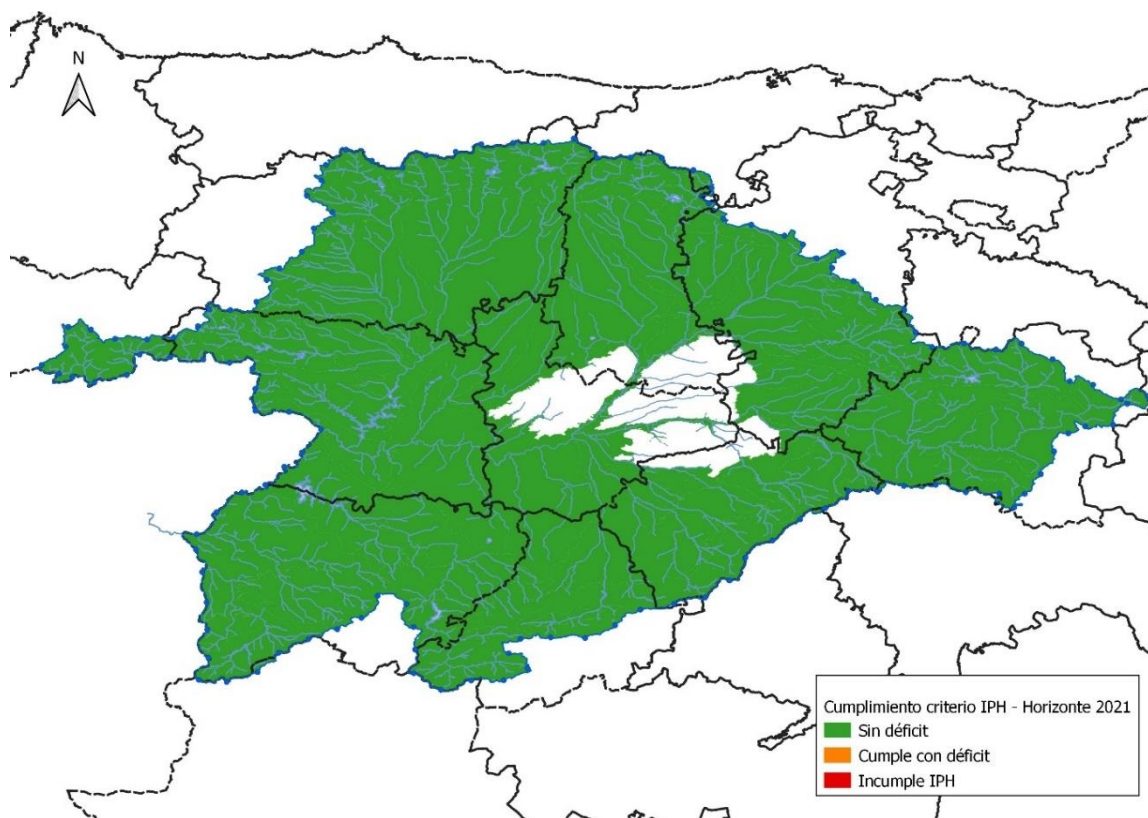 N
Cumplimiento criterio IPH - Horizonte 2021
Sin déficit
Cumple con déficit
Incumple IPH